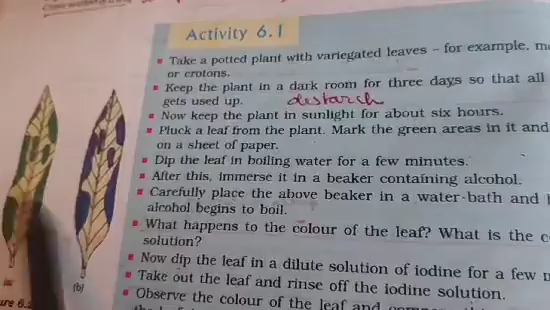 Activity 6.1
Take a potted plant with variegated leaves – for example,
or crotons.
Keep the plant in a dark room for three days so that all
gets used up.
destarch
Now keep the plant in sunlight for about six hours.
Pluck a leaf from the plant. Mark the green areas in it and
on a sheet of paper.
Dip the leaf in boiling water for a few minutes.
After this, immerse it in a beaker containing alcohol.
Carefully place the above beaker in a water-bath and
alcohol begins to boil.
What happens to the colour of the leaf? What is the
solution?
Now dip the leaf in a dilute solution of iodine for a few
Take out the leaf and rinse off the iodine solution.
Observe the colour of the leaf and
(a)
(b)